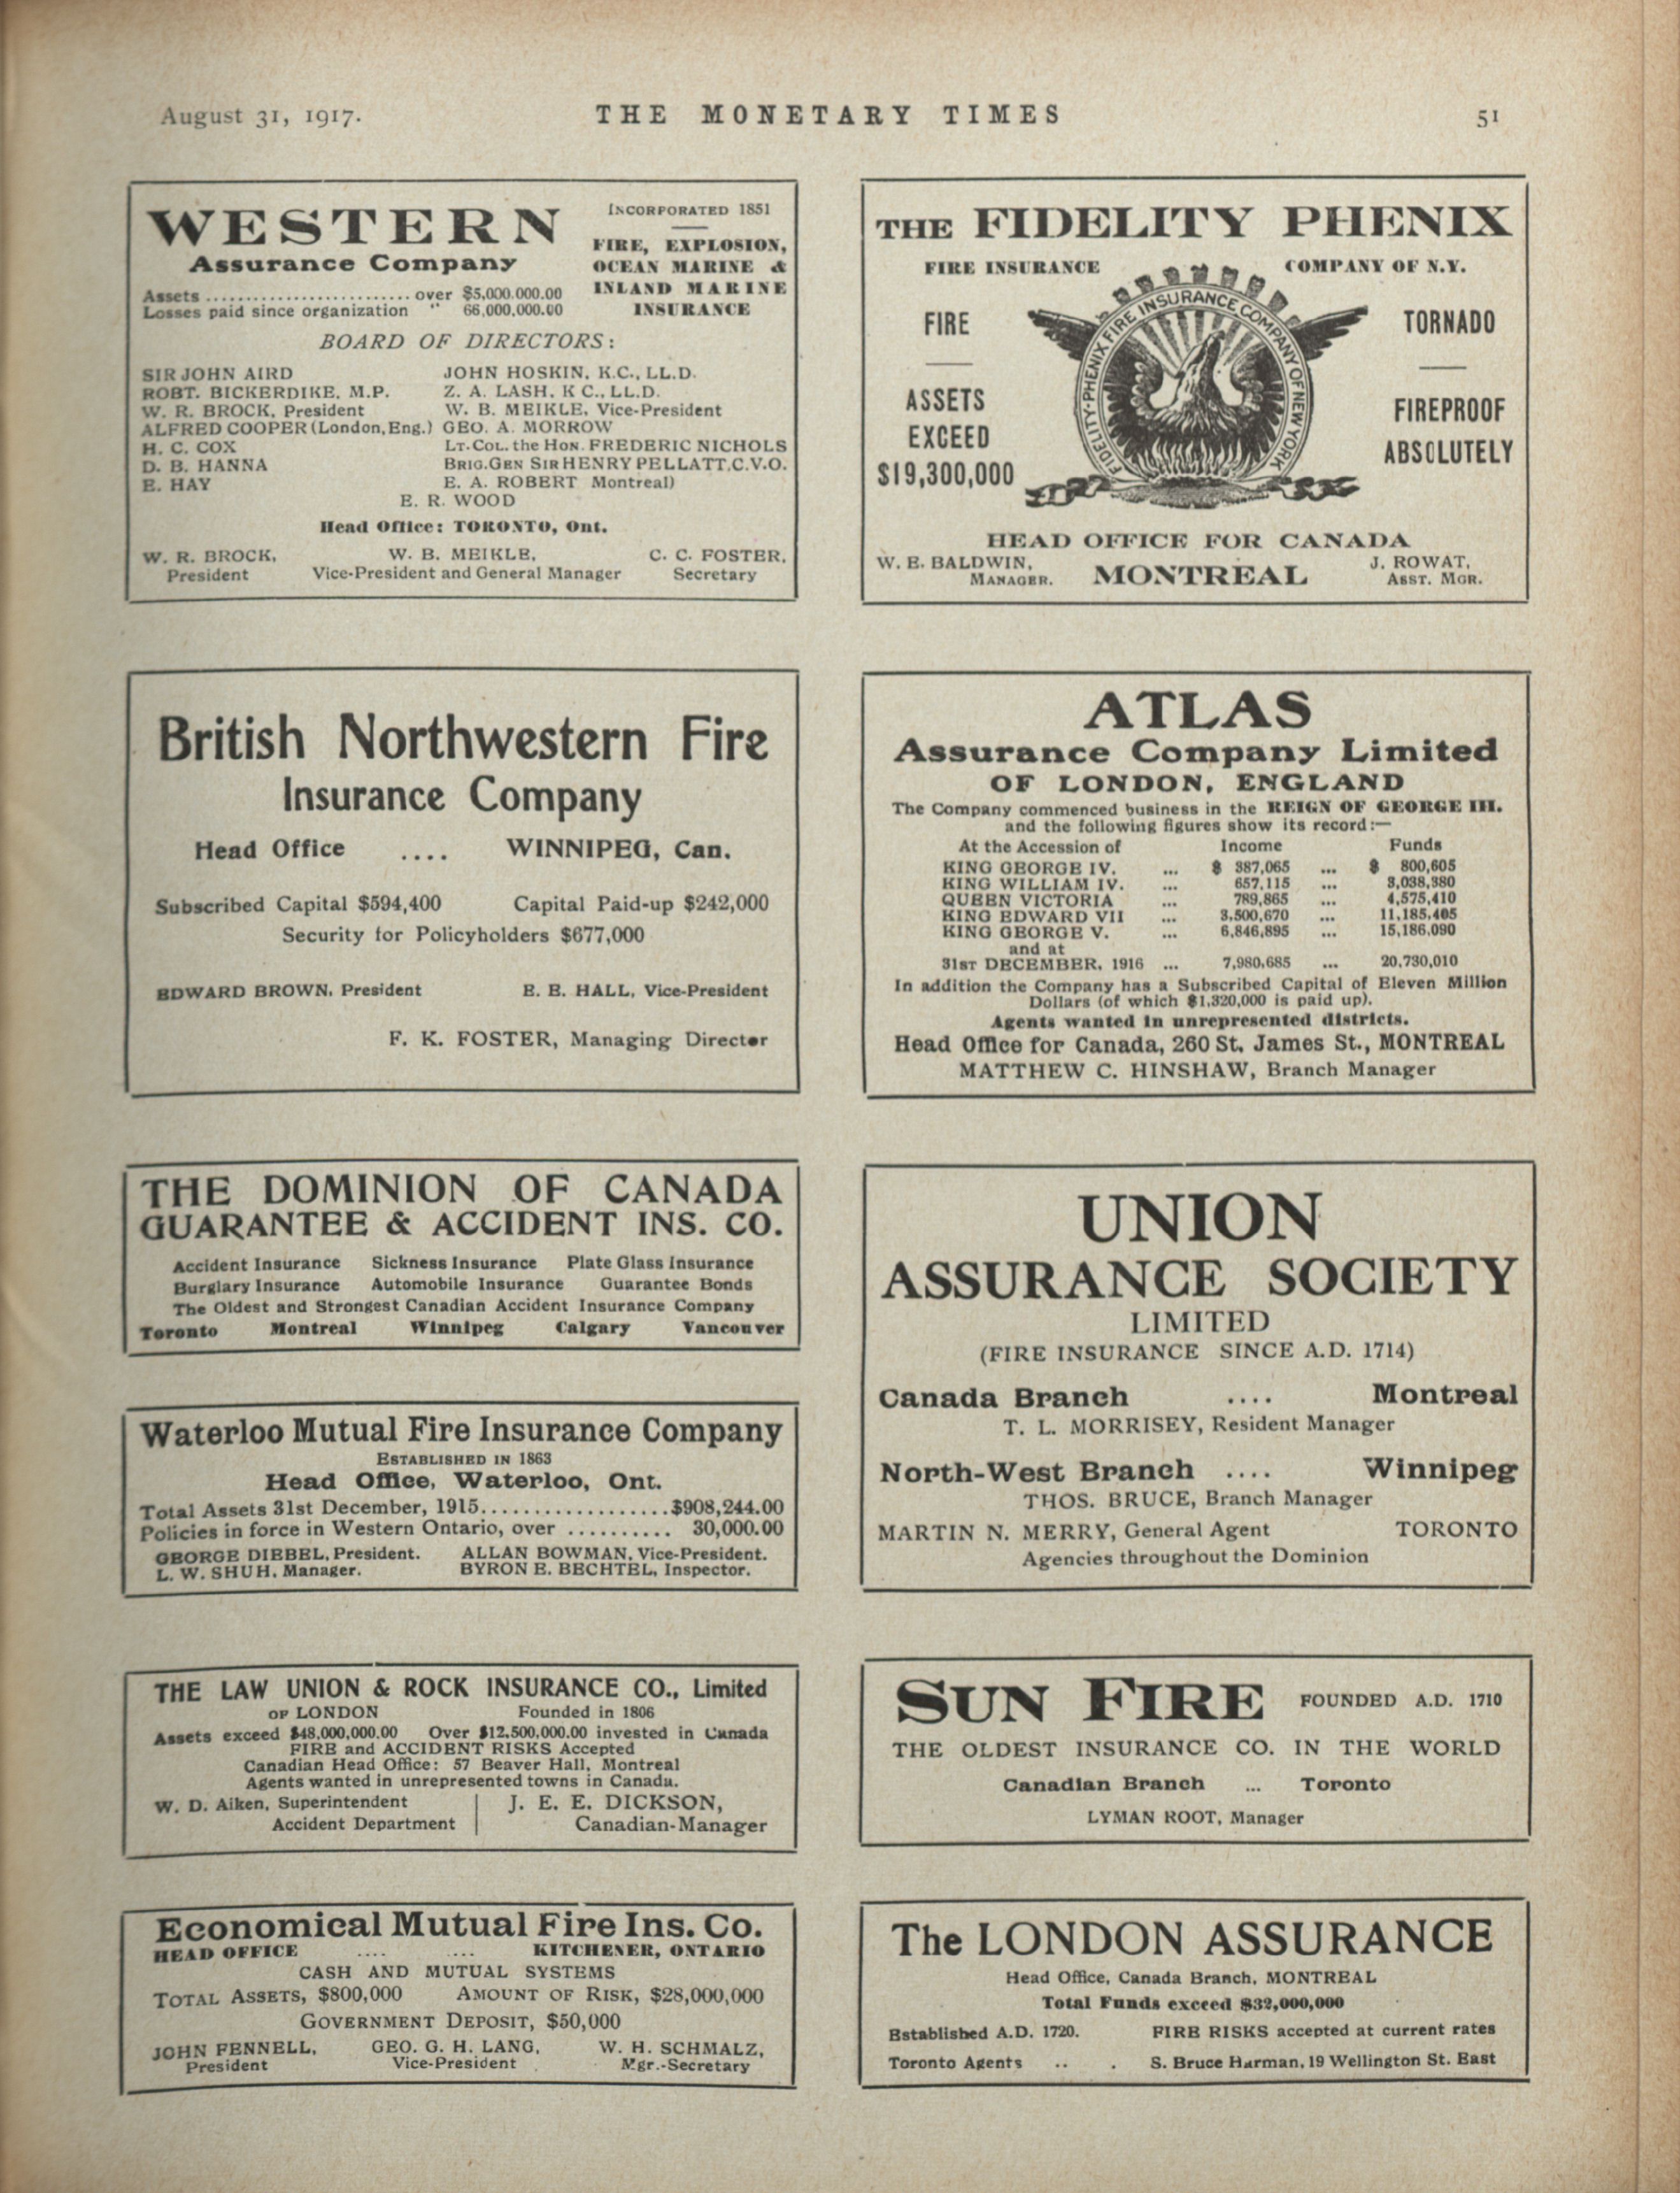 August 31, 1917. THE MONETARY TIMES 51
WESTERN
Assurance Company
INCORPORATED 1851
FIRE, EXPLOSION,
OCEAN MARINE &
INLAND MARINE
INSURANCE
Assets .......................... over $5,000.000.00
Losses paid since organization " 66,000,000.00
BOARD OF DIRECTORS:
SIR JOHN AIRD JOHN HOSKIN, K.C., LL.D.
ROBT. BICKERDIKE, M.P. Z. A. LASH, K C., LL.D.
W. R. BROCK, President W. B. MEIKLE, Vice-President
ALFRED COOPER (London, Eng.) GEO. A. MORROW
H. C. COX LT.-COL. the HON. FREDERIC NICHOLS
D. B. HANNA BRIG.GEN SIR HENRY PELLATT, C.V.O.
E. HAY E. A. ROBERT Montreal)
E. R. WOOD
Head Office: TORONTO, Ont.
W. R. BROCK, W. B. MEIKLE, C. C. FOSTER,
President Vice-President and General Manager Secretary
THE FIDELITY PHENIX
FIRE INSURANCE COMPANY OF N.Y.
FIDELITY-PHENIX FIRE INSURANCE COMPANY OF NEW YORK
FIRE
ASSETS
EXCEED
$19,300,000
TORNADO
FIREPROOF
ABSOLUTELY
HEAD OFFICE FOR CANADA
W. E. BALDWIN, J. ROWAT,
MANAGER. MONTREAL ASST. MGR.
British Northwestern Fire
Insurance Company
Head Office .... WINNIPEG, Can.
Subscribed Capital $594,400 Capital Paid-up $242,000
Security for Policyholders $677,000
EDWARD BROWN, President E. E. HALL, Vice-President
F. K. FOSTER, Managing Director
ATLAS
Assurance Company Limited
OF LONDON, ENGLAND
The Company commenced business in the REIGN OF GEORGE III.
and the following figures show its record:—
At the Accession of Income Funds
KING GEORGE IV. ... $ 387,065 ... $ 800,605
KING WILLIAM IV. ... 657,115 ... 3,038,380
QUEEN VICTORIA ... 789,865 ... 4,575,410
KING EDWARD VII ... 3,500,670 ... 11,185,405
KING GEORGE V. ... 6,846,895 ... 15,186,090
and at
31ST DECEMBER, 1916 ... 7,980,685 ... 20,730,010
In addition the Company has a Subscribed Capital of Eleven Million
Dollars (of which $1,320,000 is paid up).
Agents wanted in unrepresented districts.
Head Office for Canada, 260 St. James St., MONTREAL
MATTHEW C. HINSHAW, Branch Manager
THE DOMINION OF CANADA
GUARANTEE & ACCIDENT INS. CO.
Accident Insurance Sickness Insurance Plate Glass Insurance
Burglary Insurance Automobile Insurance Guarantee Bonds
The Oldest and Strongest Canadian Accident Insurance Company
Toronto Montreal Winnipeg Calgary Vancouver
Waterloo Mutual Fire Insurance Company
ESTABLISHED IN 1863
Head Office, Waterloo, Ont.
Total Assets 31st December, 1915.................. $908,244.00
Policies in force in Western Ontario, over .......... 30,000.00
GEORGE DIEBEL, President. ALLAN BOWMAN, Vice-President.
L. W. SHUH, Manager. BYRON E. BECHTEL, Inspector.
UNION
ASSURANCE SOCIETY
LIMITED
(FIRE INSURANCE SINCE A.D. 1714)
Canada Branch .... Montreal
T. L. MORRISEY, Resident Manager
North-West Branch .... Winnipeg
THOS. BRUCE, Branch Manager
MARTIN N. MERRY, General Agent TORONTO
Agencies throughout the Dominion
THE LAW UNION & ROCK INSURANCE CO., Limited
OF LONDON Founded in 1806
Assets exceed $48,000,000.00 Over $12,500,000.00 invested in Canada
FIRE and ACCIDENT RISKS Accepted
Canadian Head Office: 57 Beaver Hall, Montreal
Agents wanted in unrepresented towns in Canada.
W. D. Aiken, Superintendent J. E. E. DICKSON,
Accident Department Canadian-Manager
SUN FIRE FOUNDED A.D. 1710
THE OLDEST INSURANCE CO. IN THE WORLD
Canadian Branch ... Toronto
LYMAN ROOT, Manager
Economical Mutual Fire Ins. Co.
HEAD OFFICE .... .... KITCHENER, ONTARIO
CASH AND MUTUAL SYSTEMS
TOTAL ASSETS, $800,000 AMOUNT OF RISK, $28,000,000
GOVERNMENT DEPOSIT, $50,000
JOHN FENNELL, GEO. G. H. LANG, W. H. SCHMALZ,
President Vice-President Mgr.-Secretary
The LONDON ASSURANCE
Head Office, Canada Branch, MONTREAL
Total Funds exceed $32,000,000
Established A.D. 1720. FIRE RISKS accepted at current rates
Toronto Agents .. . S. Bruce Harman, 19 Wellington St. East